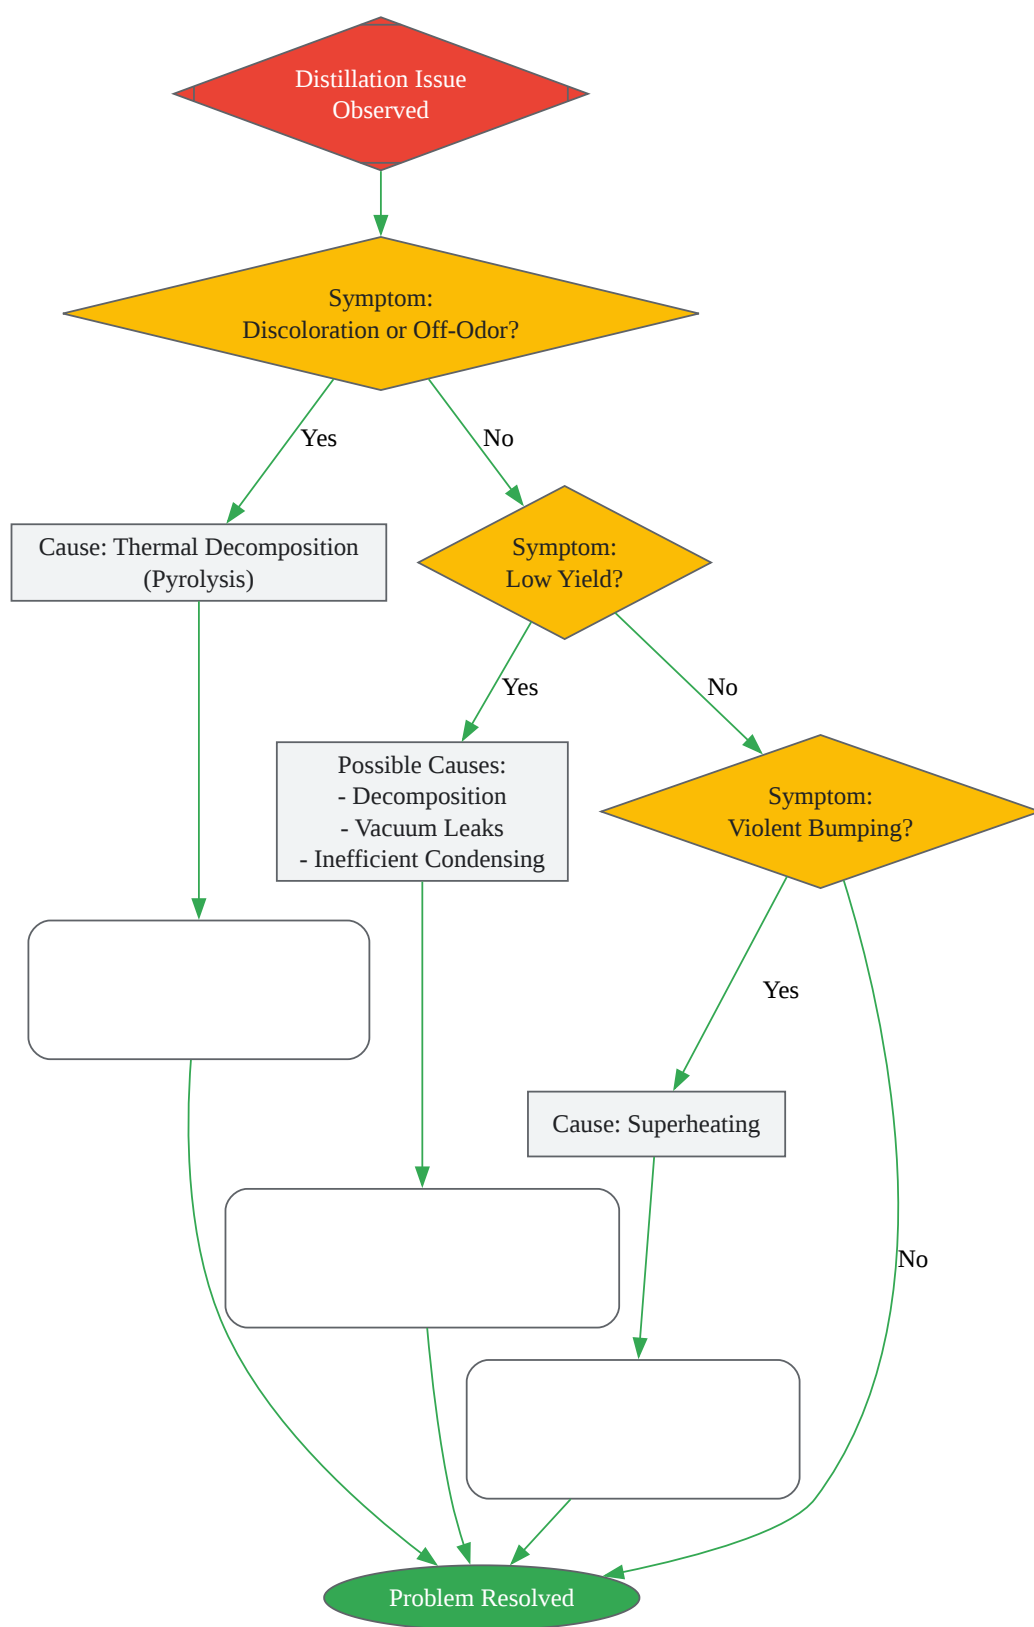 Distillation Issue
Observed
Symptom:
Discoloration or Off-Odor?
Yes
No
Cause: Thermal Decomposition
(Pyrolysis)
Symptom:
Low Yield?
Yes
No
Possible Causes:
- Decomposition
- Vacuum Leaks
- Inefficient Condensing
Symptom:
Violent Bumping?
Yes
Cause: Superheating
No
Problem Resolved